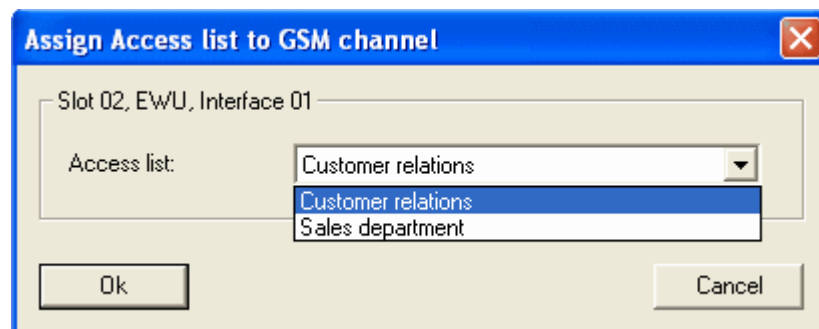 Assign Access list to GSM channel
Slot 02, EWU, Interface 01
Access list: Customer relations
Customer relations
Sales department
Ok Cancel